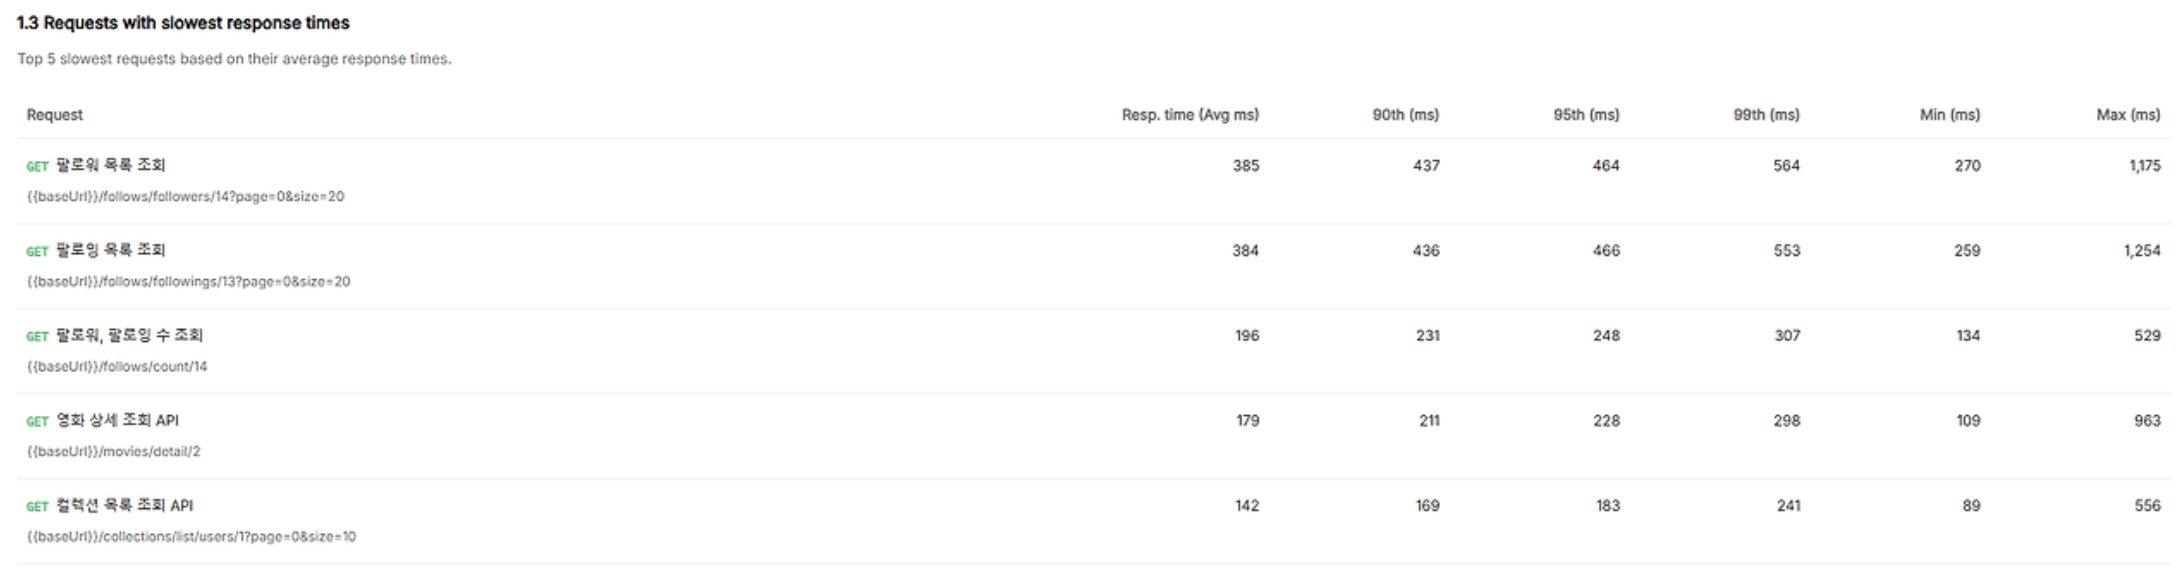 1.3 Requests with slowest response times
Top 5 slowest requests based on their average response times.
Request Resp. time (Avg ms) 90th (ms) 95th (ms) 99th (ms) Min (ms) Max (ms)
GET 팔로워 목록 조회 385 437 464 564 270 1,175
{{baseUrl}}/follows/followers/14?page=0&size=20
GET 팔로잉 목록 조회 384 436 466 553 259 1,254
{{baseUrl}}/follows/followings/13?page=0&size=20
GET 팔로워, 팔로잉 수 조회 196 231 248 307 134 529
{{baseUrl}}/follows/count/14
GET 영화 상세 조회 API 179 211 228 298 109 963
{{baseUrl}}/movies/detail/2
GET 컬렉션 목록 조회 API 142 169 183 241 89 556
{{baseUrl}}/collections/list/users/1?page=0&size=10